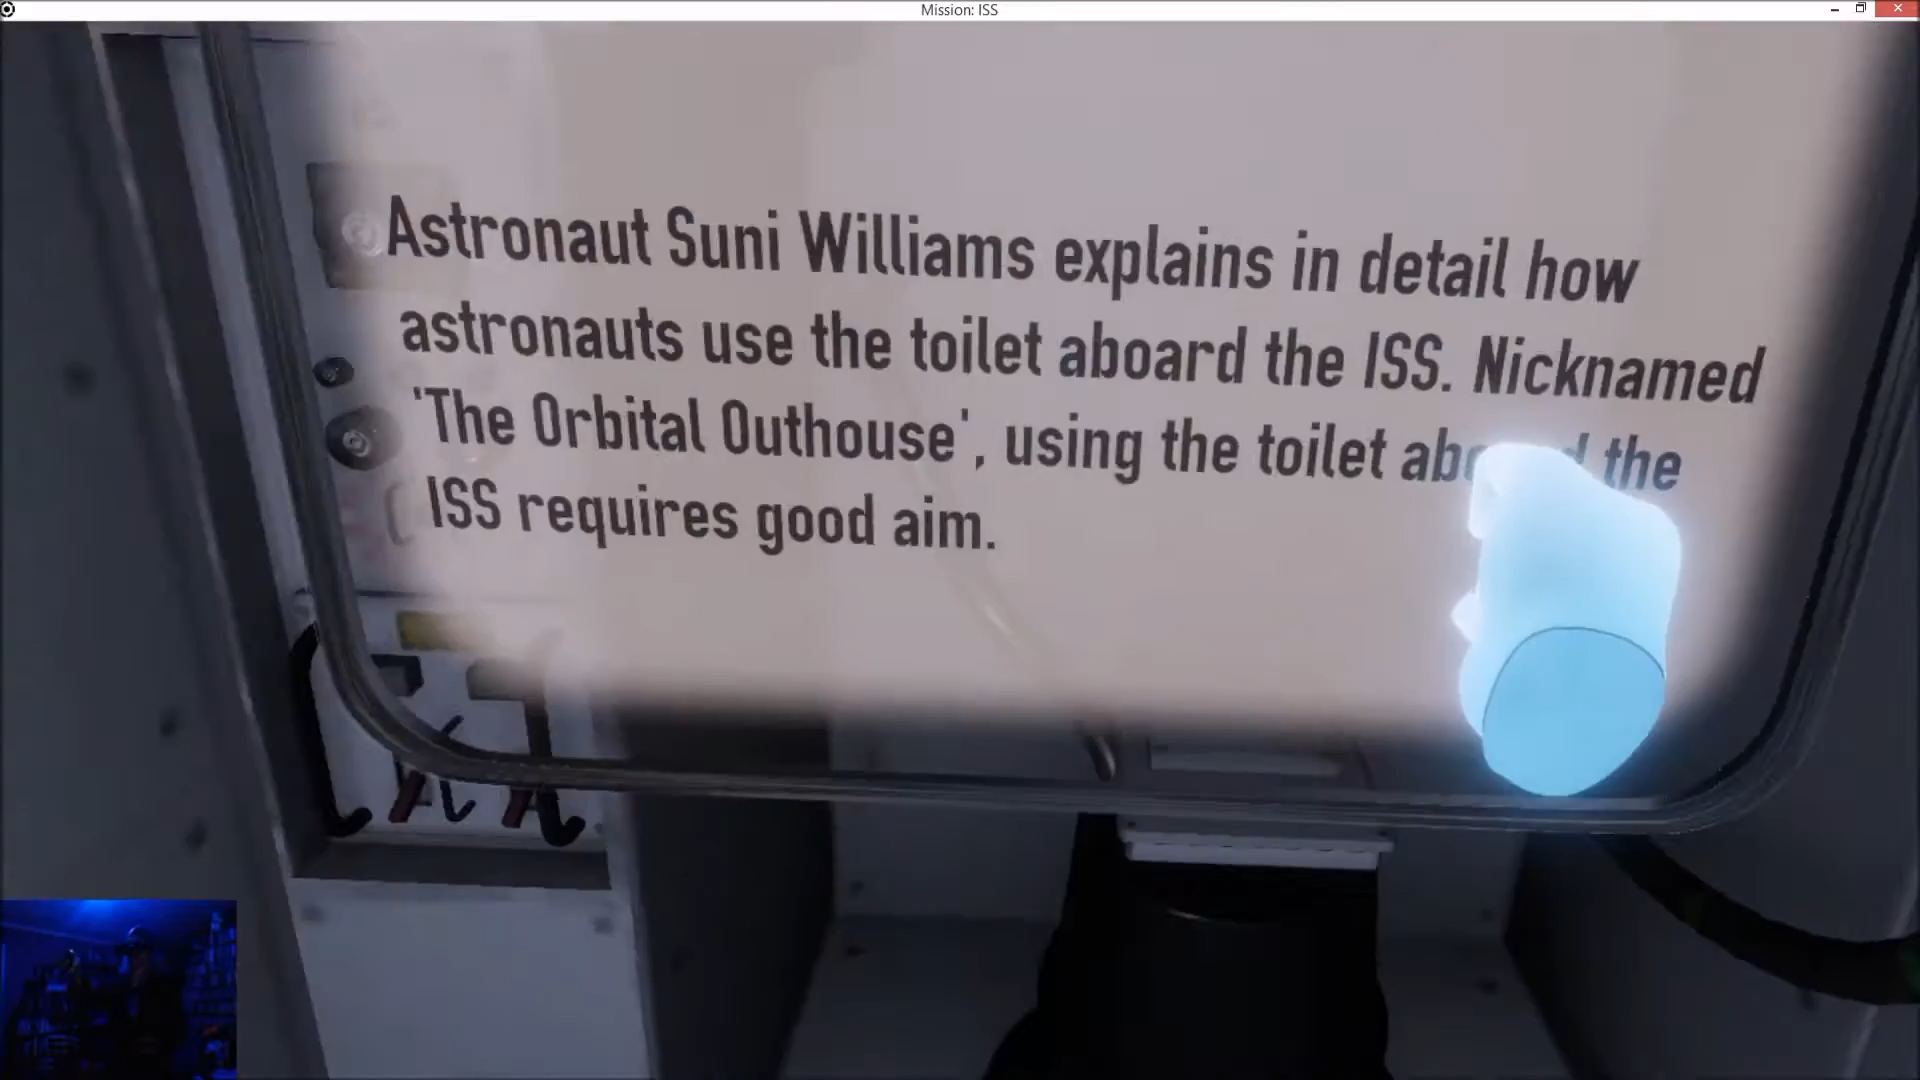 Mission: ISS
Astronaut Suni Williams explains in detail how
astronauts use the toilet aboard the ISS. Nicknamed
'The Orbital Outhouse', using the toilet the
ISS requires good aim.